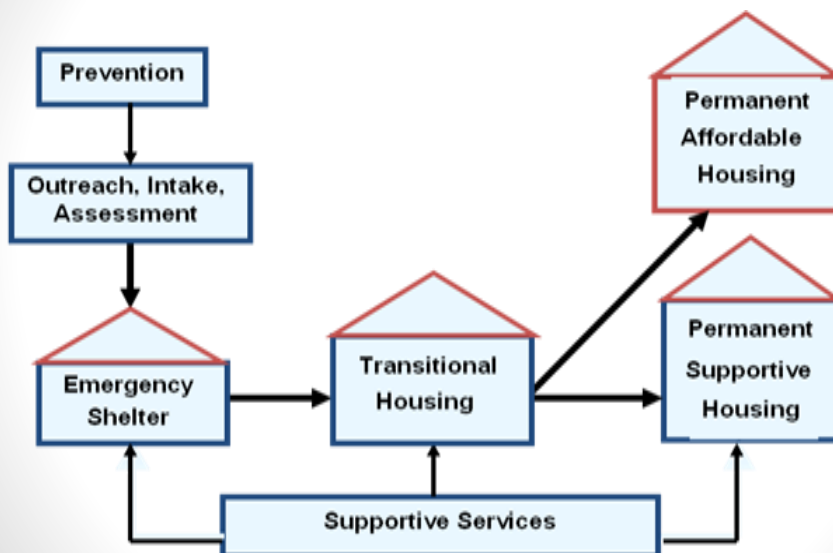 Prevention
Outreach, Intake,
Assessment
Emergency
Shelter
Transitional
Housing
Permanent
Affordable
Housing
Permanent
Supportive
Housing
Supportive Services